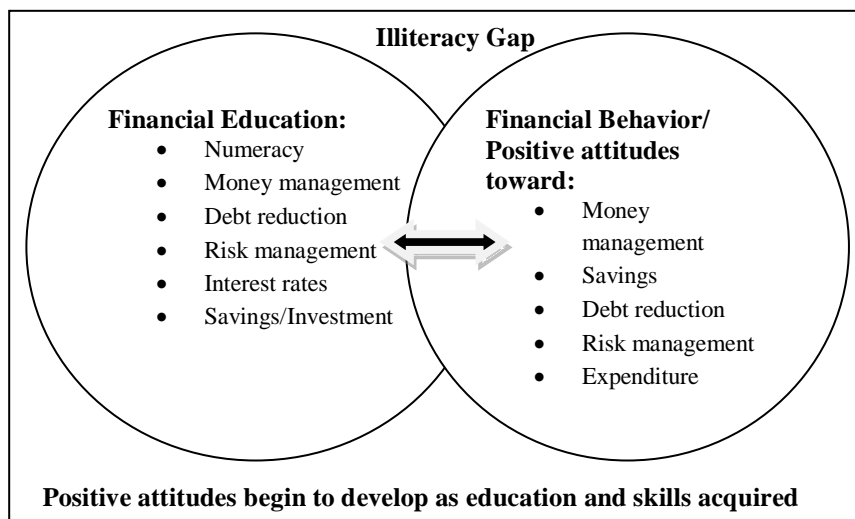 Illiteracy Gap
Financial Education:
• Numeracy
• Money management
• Debt reduction
• Risk management
• Interest rates
• Savings/Investment
Financial Behavior/
Positive attitudes
toward:
• Money
management
• Savings
• Debt reduction
• Risk management
• Expenditure
Positive attitudes begin to develop as education and skills acquired